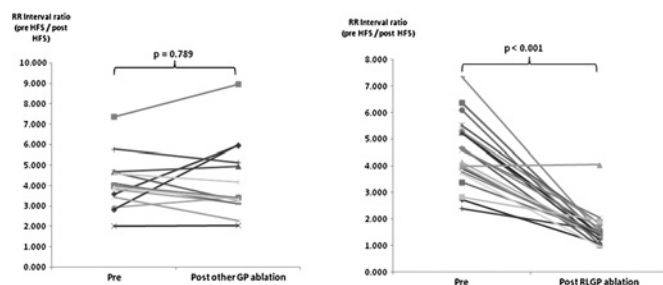 RR Interval ratio
(pre HFS / post
HFS)
p = 0.789
10.000
9.000
8.000
7.000
6.000
5.000
4.000
3.000
2.000
1.000
0.000
Pre
Post other GP ablation
RR Interval ratio
(pre HFS / post HFS)
p < 0.001
8.000
7.000
6.000
5.000
4.000
3.000
2.000
1.000
0.000
Pre
Post RLGP ablation